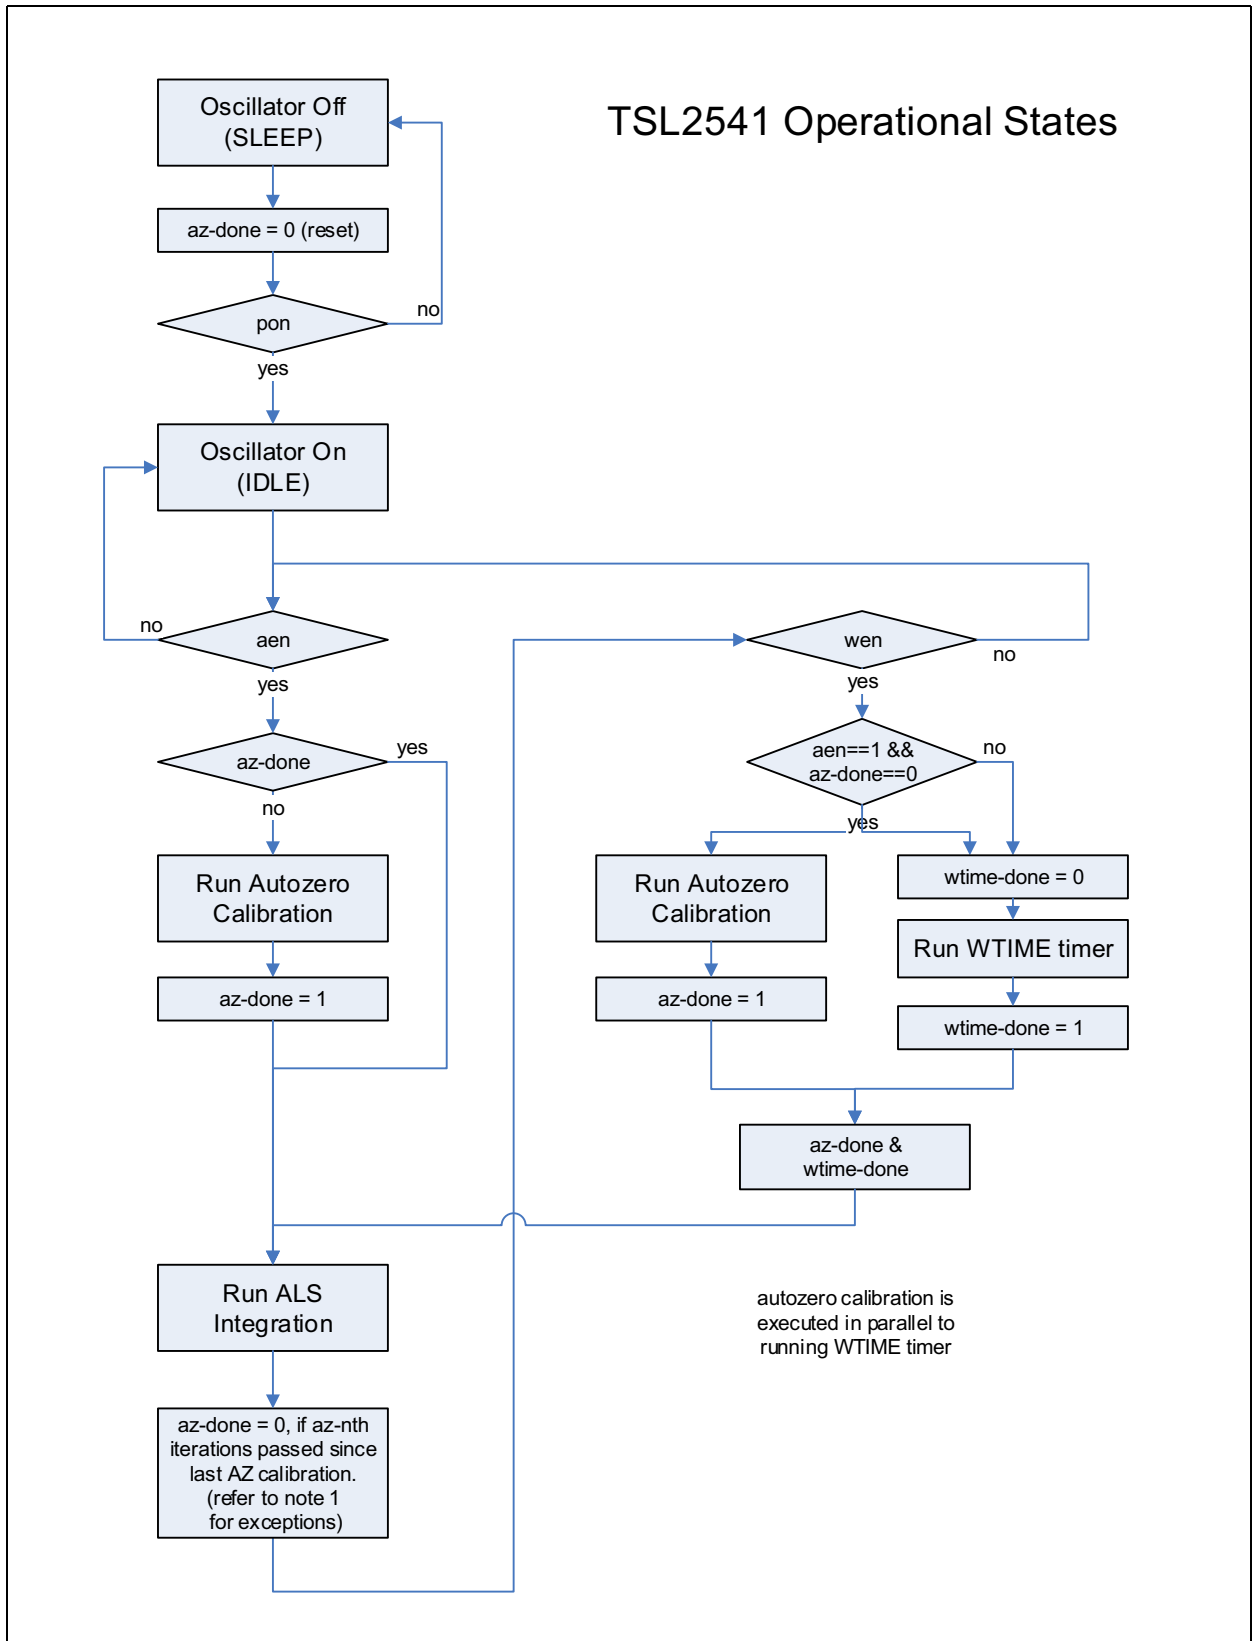 TSL2541 Operational States
Oscillator Off
(SLEEP)
az-done = 0 (reset)
pon
no
yes
Oscillator On
(IDLE)
aen
no
yes
az-done
yes
no
Run Autozero
Calibration
az-done = 1
Run ALS
Integration
az-done = 0, if az-nth
iterations passed since
last AZ calibration.
(refer to note 1
for exceptions)
wen
no
yes
aen==1 &&
az-done==0
no
yes
Run Autozero
Calibration
az-done = 1
wtime-done = 0
Run WTIME timer
wtime-done = 1
az-done &
wtime-done
autozero calibration is
executed in parallel to
running WTIME timer